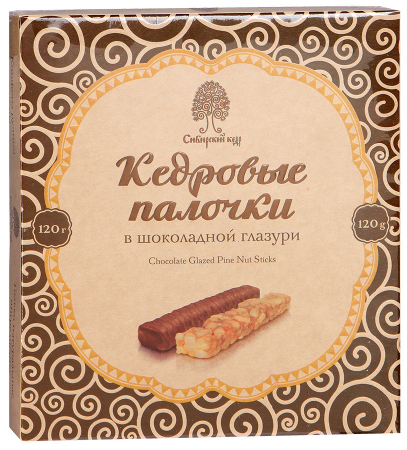 Сибирский кедр
Кедровые
палочки
120 г
120 g
в шоколадной глазури
Chocolate Glazed Pine Nut Sticks